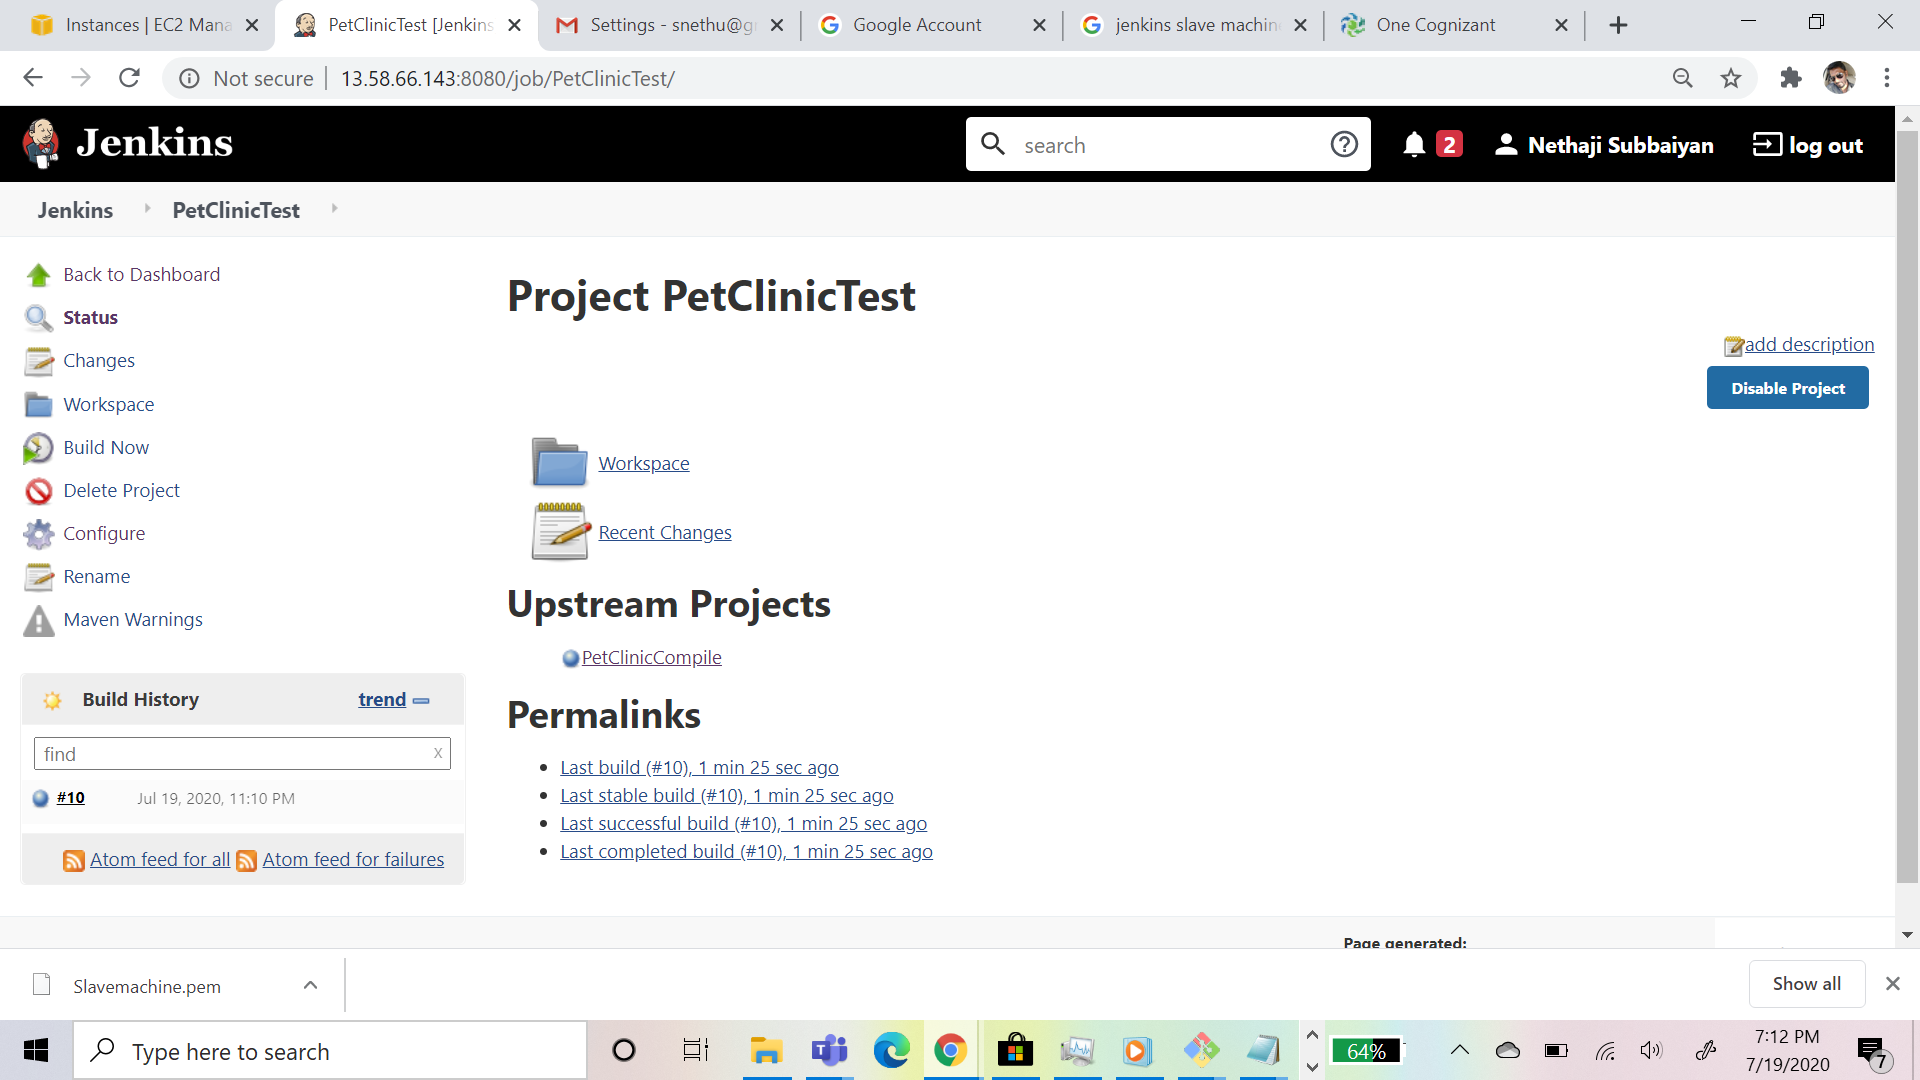 Instances | EC2 Mana
PetClinicTest [Jenkins
Settings - snethu@g
Google Account
jenkins slave machin
One Cognizant
Not secure
13.58.66.143:8080/job/PetClinicTest/
Jenkins
search
2
Nethaji Subbaiyan
log out
Jenkins
PetClinicTest
Back to Dashboard
Status
Changes
Workspace
Build Now
Delete Project
Configure
Rename
Maven Warnings
Build History
trend
find
x
#10
Jul 19, 2020, 11:10 PM
Atom feed for all
Atom feed for failures
Project PetClinicTest
add description
Disable Project
Workspace
Recent Changes
Upstream Projects
PetClinicCompile
Permalinks
Last build (#10), 1 min 25 sec ago
Last stable build (#10), 1 min 25 sec ago
Last successful build (#10), 1 min 25 sec ago
Last completed build (#10), 1 min 25 sec ago
Page generated:
Slavemachine.pem
Show all
Type here to search
64%
7:12 PM
7/19/2020
7